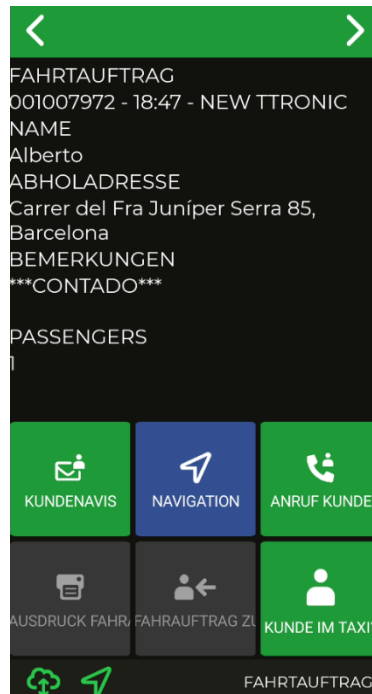 FAHRTAUFTRAG
001007972 - 18:47 - NEW TTRONIC
NAME
Alberto
ABHOLADRESSE
Carrer del Fra Juníper Serra 85,
Barcelona
BEMERKUNGEN
***CONTADO***
PASSENGERS
1
KUNDENAVIS
NAVIGATION
ANRUF KUNDE
AUSDRUCK FAHR
FAHRAUFTRAG ZU
KUNDE IM TAXI
FAHRTAUFTRAG